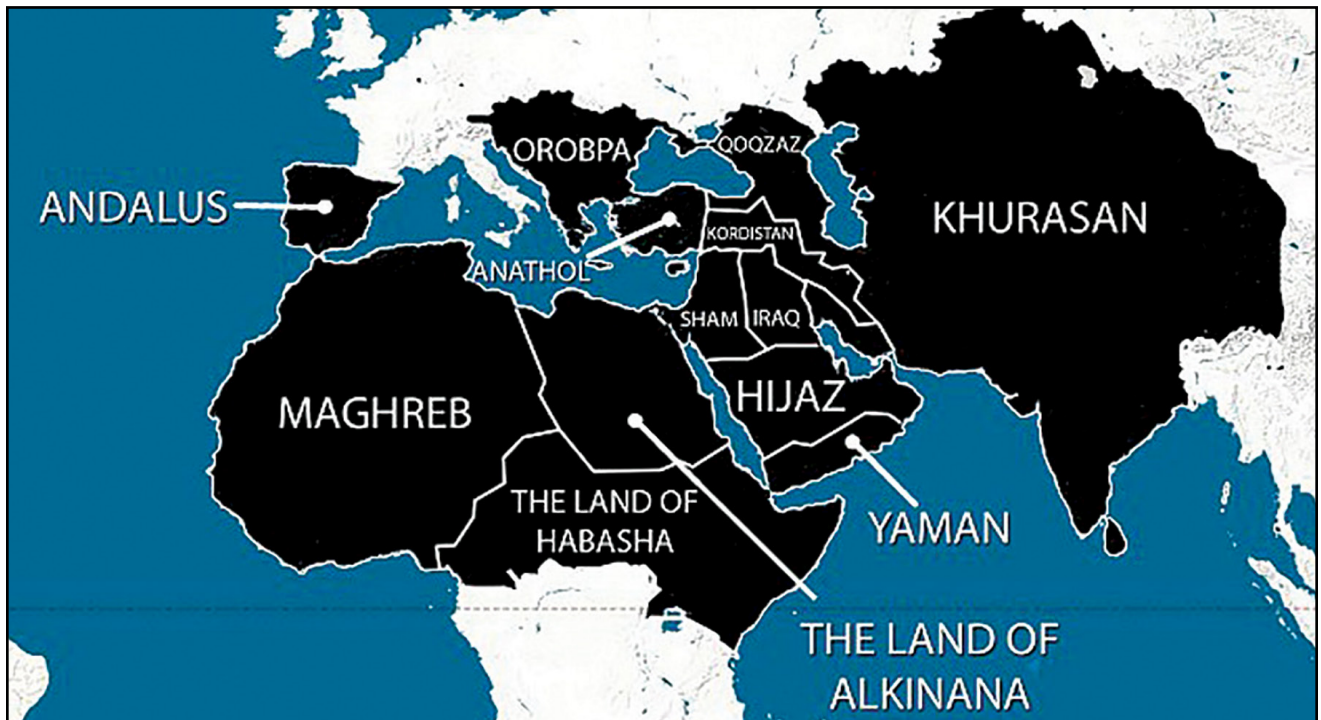 OROBPA
QOQZAZ
ANDALUS
KHURASAN
KORDISTAN
ANATHOL
SHAM
IRAQ
HIJAZ
MAGHREB
THE LAND OF
HABASHA
YAMAN
THE LAND OF
ALKINANA